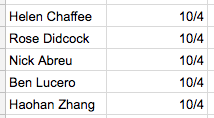 Helen Chaffee 10/4
Rose Didcock 10/4
Nick Abreu 10/4
Ben Lucero 10/4
Haohan Zhang 10/4